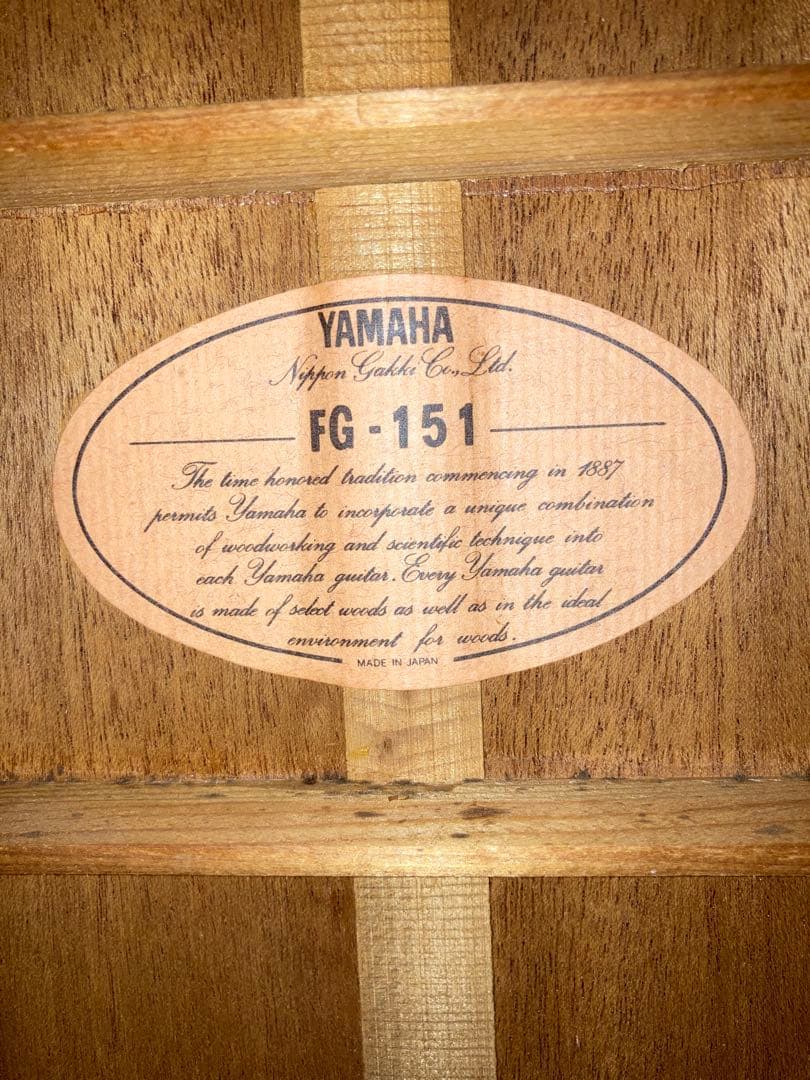 YAMAHA
Nippon Gakki Co., Ltd.
FG-151
The time honored tradition commencing in 1887
permits Yamaha to incorporate a unique combination
of woodworking and scientific technique into
each Yamaha guitar. Every Yamaha guitar
is made of select woods as well as in the ideal
environment for woods.
MADE IN JAPAN